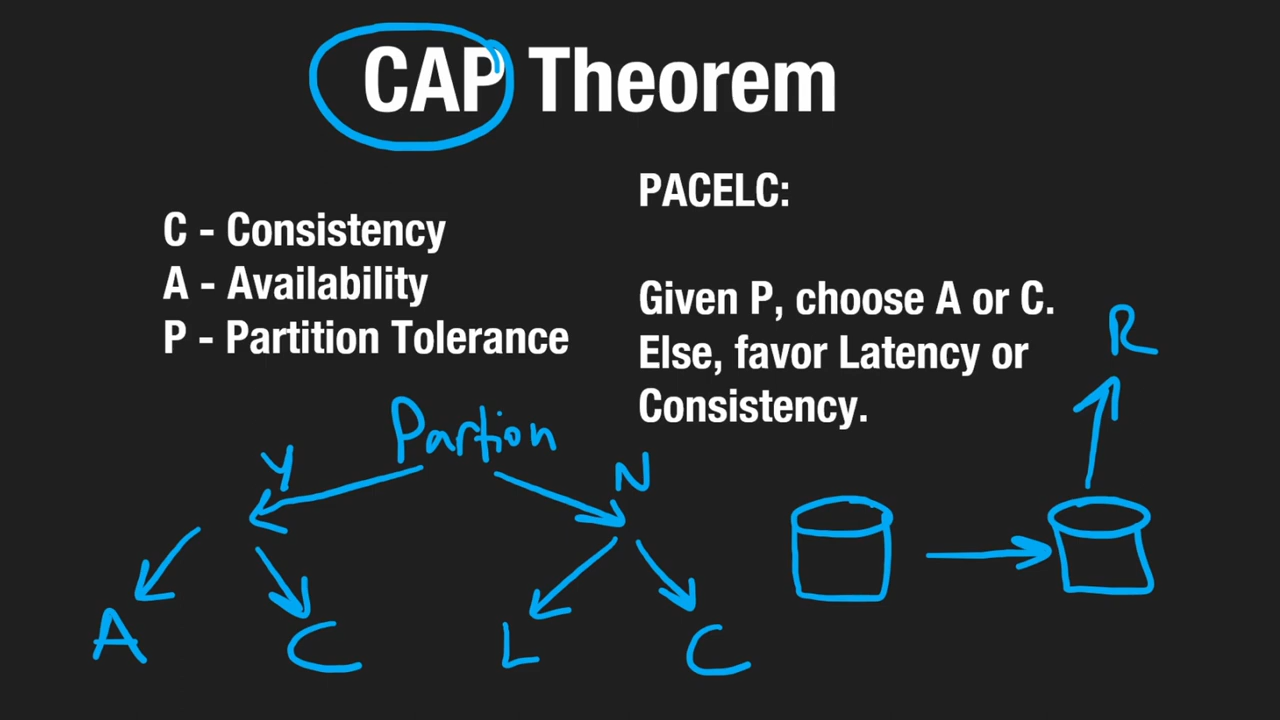 CAP Theorem
C - Consistency
A - Availability
P - Partition Tolerance
PACELC:
Given P, choose A or C.
Else, favor Latency or
Consistency.
R
Partion
Y
N
A
C
L
C